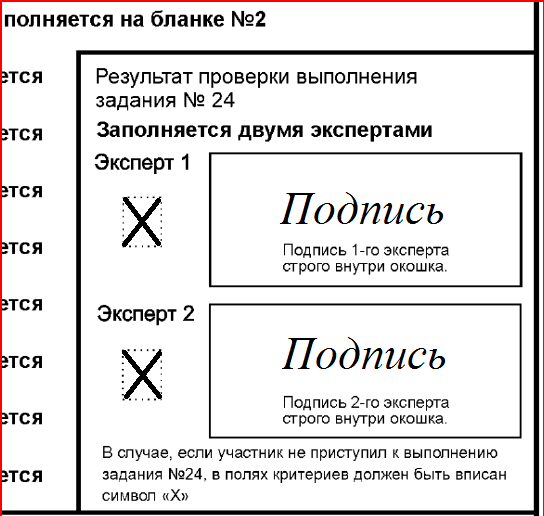 полняется на бланке №2
ется
Результат проверки выполнения
задания № 24
ется
Заполняется двумя экспертами
Эксперт 1
ется
Подпись
ется
Подпись 1-го эксперта
строго внутри окошка.
ется
Эксперт 2
Подпись
ется
ется
Подпись 2-го эксперта
строго внутри окошка.
В случае, если участник не приступил к выполнению
ется
задания №24, в полях критериев должен быть вписан
символ «Х»